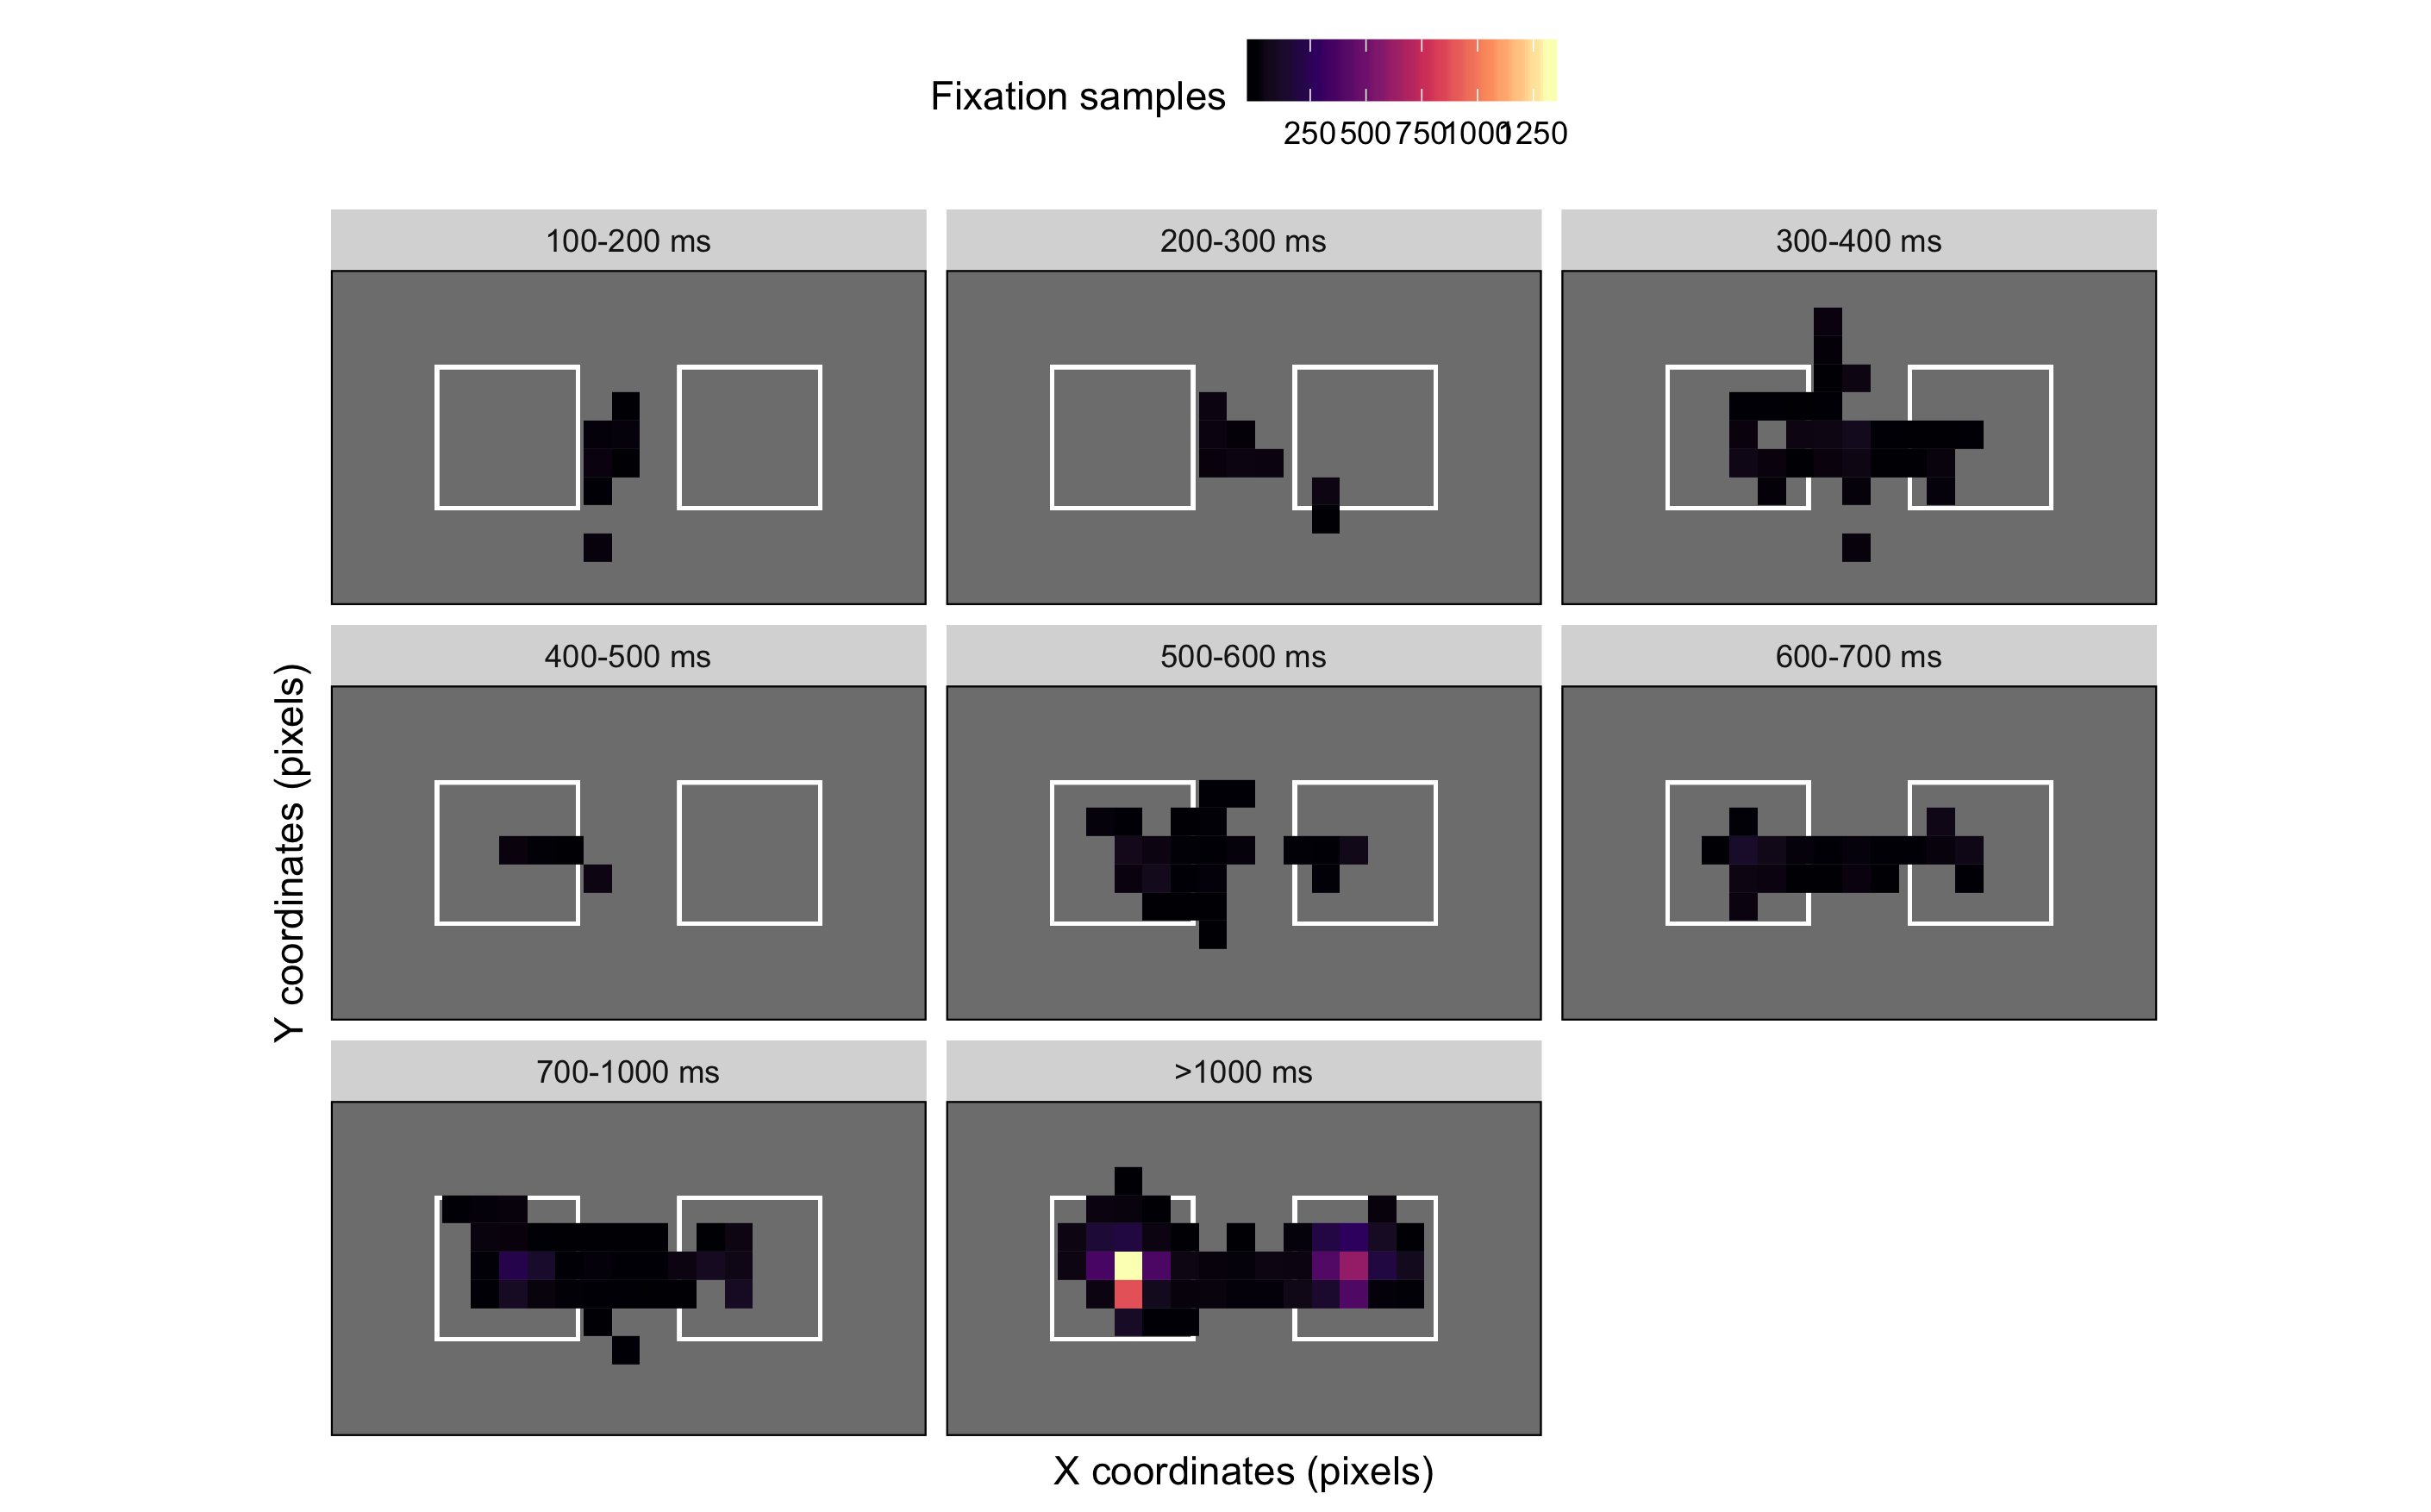 Fixation samples
250 500 750 1000 1250
100-200 ms
200-300 ms
300-400 ms
400-500 ms
500-600 ms
600-700 ms
700-1000 ms
>1000 ms
Y coordinates (pixels)
X coordinates (pixels)